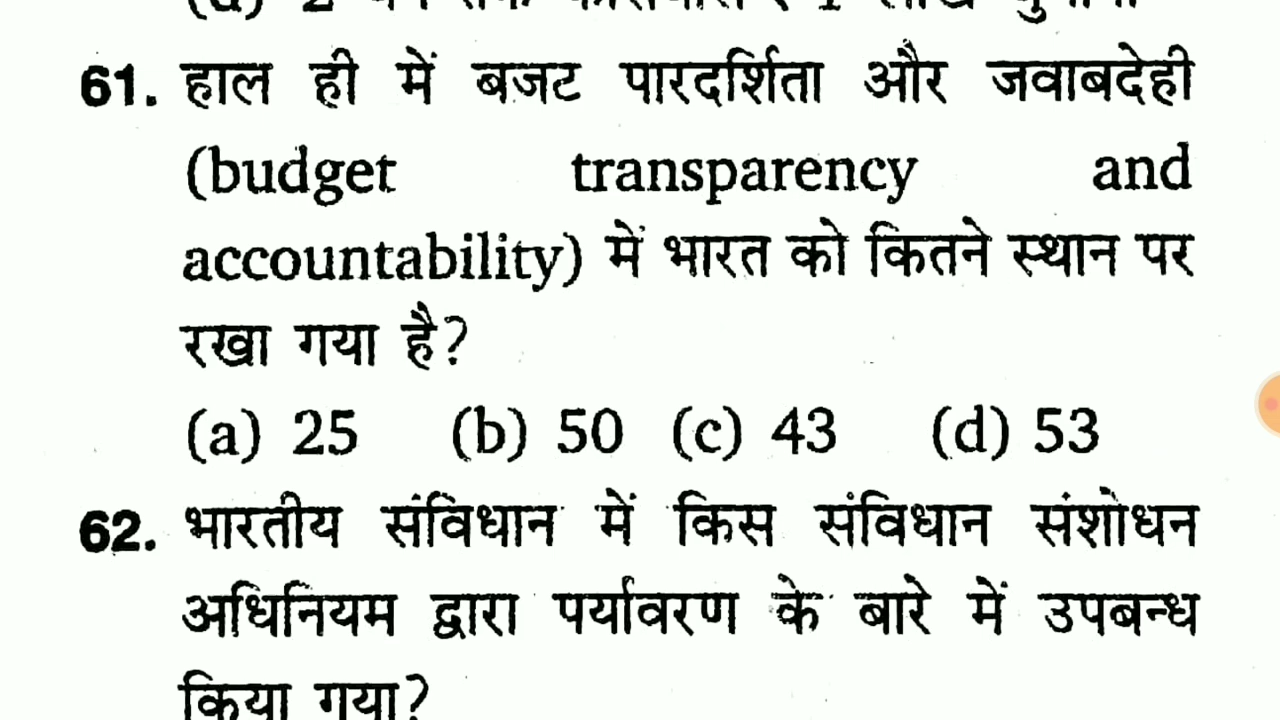 61. हाल ही में बजट पारदर्शिता और जवाबदेही
(budget transparency and
accountability) में भारत को कितने स्थान पर
रखा गया है?
(a) 25 (b) 50 (c) 43 (d) 53
62. भारतीय संविधान में किस संविधान संशोधन
अधिनियम द्वारा पर्यावरण के बारे में उपबन्ध
किया गया?